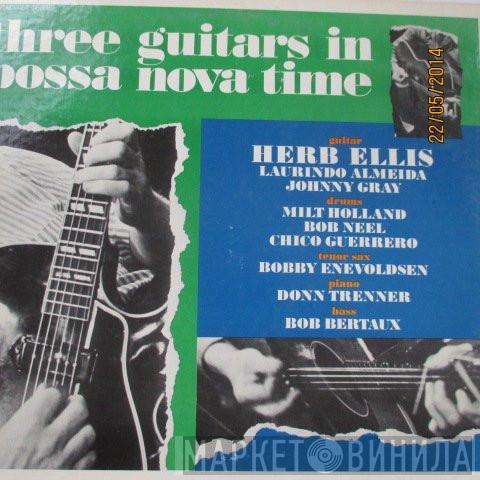 three guitars in
bossa nova time
22/05/2014
guitar
HERB ELLIS
LAURINDO ALMEIDA
JOHNNY GRAY
drums
MILT HOLLAND
BOB NEEL
CHICO GUERRERO
tenor sax
BOBBY ENEVOLDSEN
piano
DONN TRENNER
bass
BOB BERTAUX
МАРКЕТ ВИНИЛА